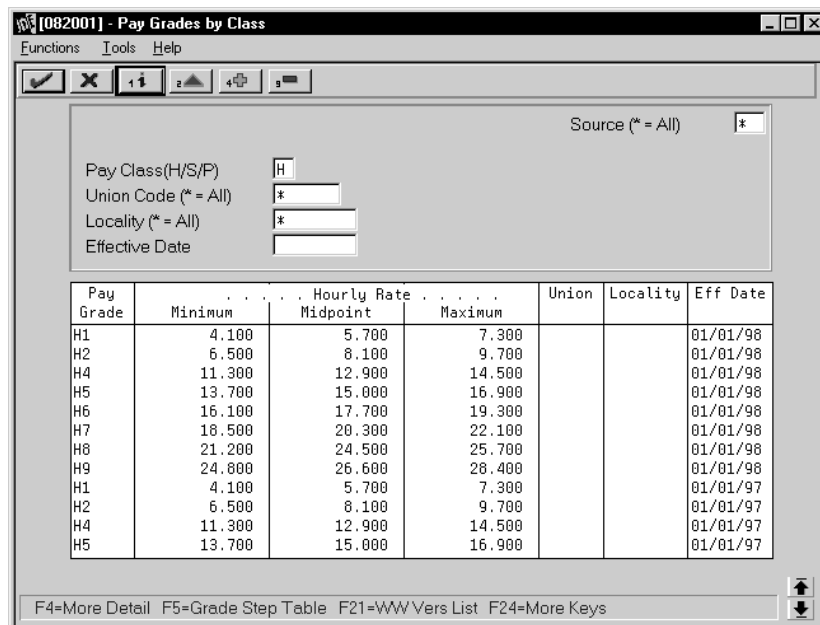 [082001] - Pay Grades by Class
Functions Tools Help
1 i 2 4 9
Source (* = All) *
Pay Class(H/S/P) H
Union Code (* = All) *
Locality (* = All) *
Effective Date
Pay . . . . . Hourly Rate . . . . . Union Locality Eff Date
Grade Minimum Midpoint Maximum
H1 4.100 5.700 7.300 01/01/98
H2 6.500 8.100 9.700 01/01/98
H4 11.300 12.900 14.500 01/01/98
H5 13.700 15.000 16.900 01/01/98
H6 16.100 17.700 19.300 01/01/98
H7 18.500 20.300 22.100 01/01/98
H8 21.200 24.500 25.700 01/01/98
H9 24.800 26.600 28.400 01/01/98
H1 4.100 5.700 7.300 01/01/97
H2 6.500 8.100 9.700 01/01/97
H4 11.300 12.900 14.500 01/01/97
H5 13.700 15.000 16.900 01/01/97
F4=More Detail F5=Grade Step Table F21=WW Vers List F24=More Keys